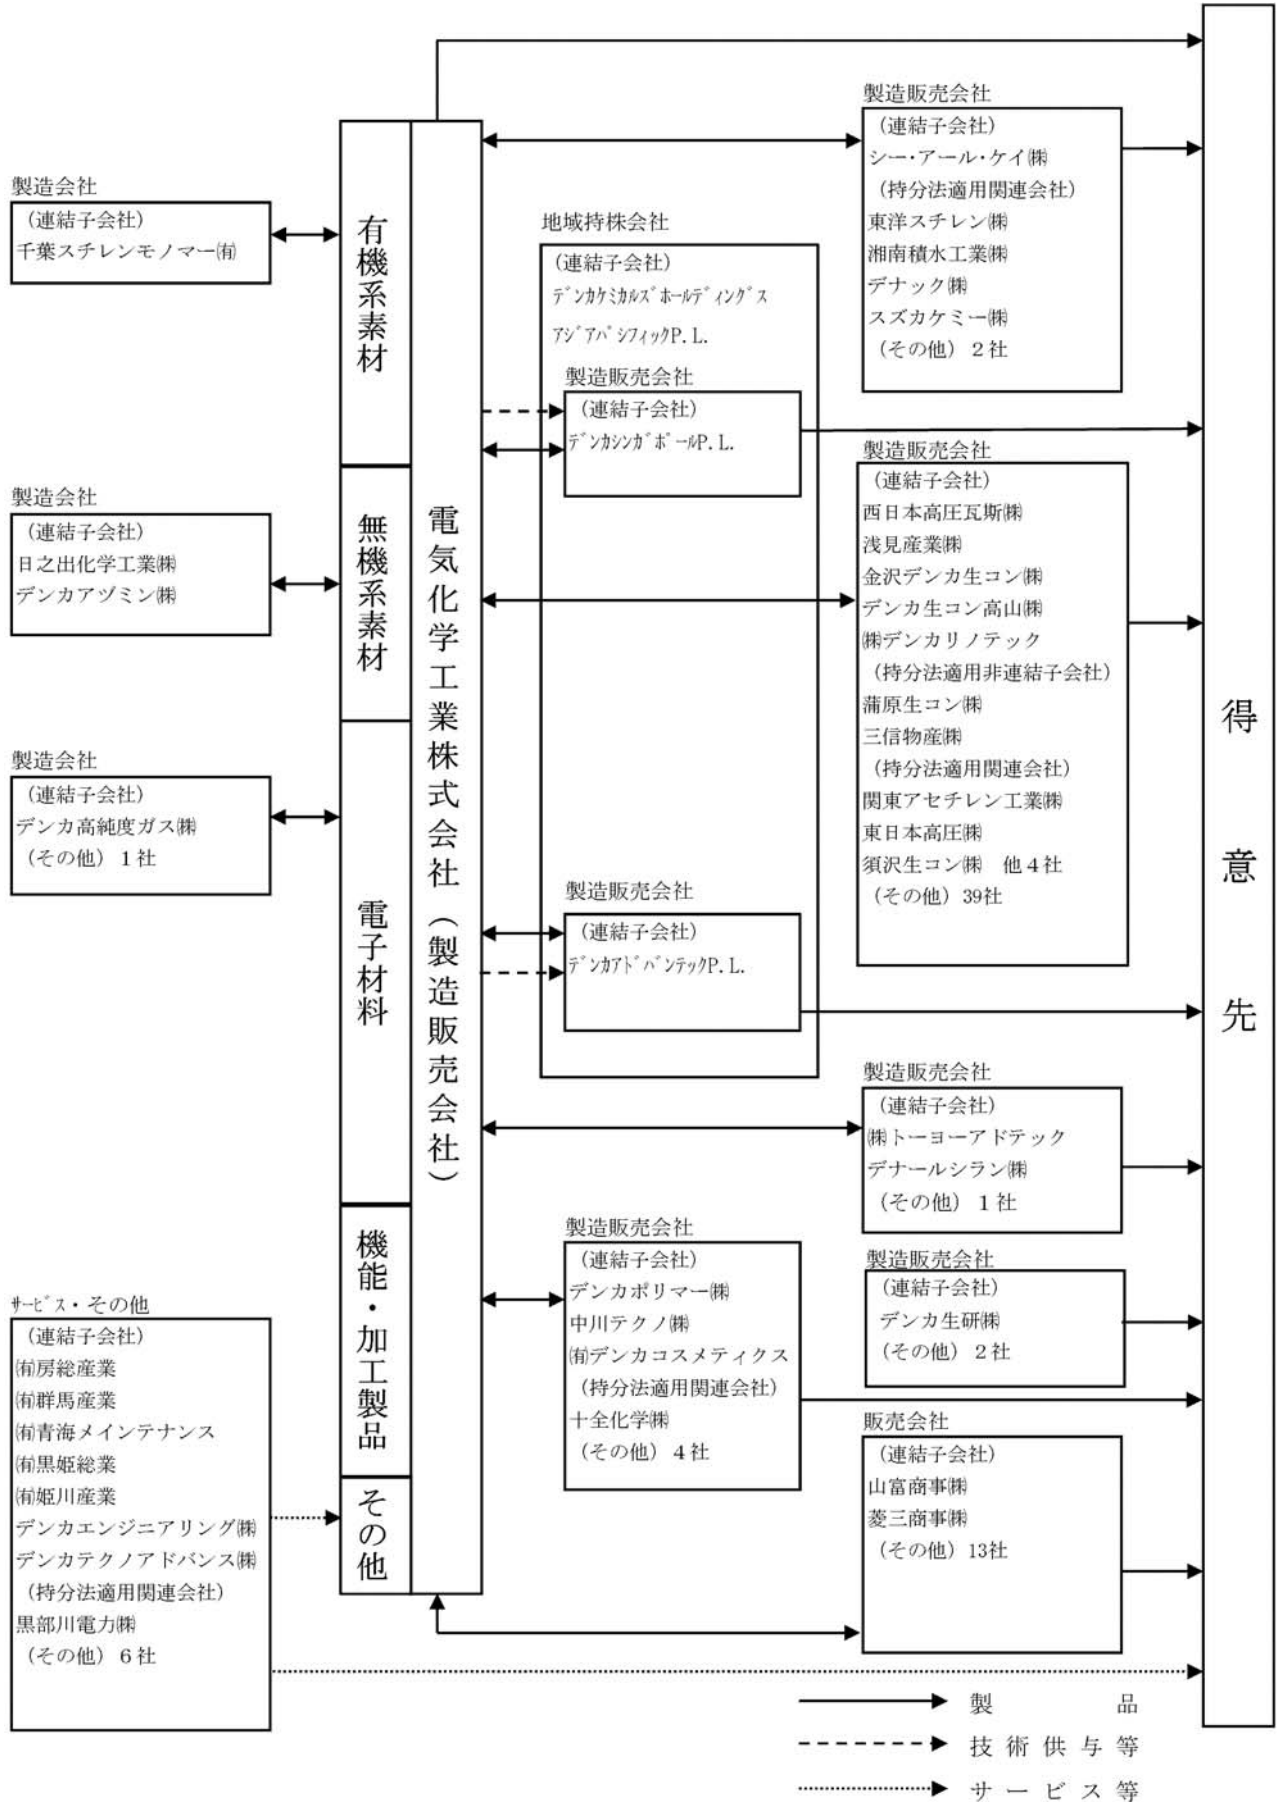 製造会社
（連結子会社）
千葉スチレンモノマー㈲
製造会社
（連結子会社）
日之出化学工業㈱
デンカアヅミン㈱
製造会社
（連結子会社）
デンカ高純度ガス㈱
（その他）1社
サービス・その他
（連結子会社）
㈲房総産業
㈲群馬産業
㈲青海メインテナンス
㈲黒姫総業
㈲姫川産業
デンカエンジニアリング㈱
デンカテクノアドバンス㈱
（持分法適用関連会社）
黒部川電力㈱
（その他）6社
有機系素材
無機系素材
電子材料
機能・加工製品
その他
電気化学工業株式会社（製造販売会社）
地域持株会社
（連結子会社）
デンカケミカルズホールディングス
アジアパシフィックP.L.
製造販売会社
（連結子会社）
デンカシンガポールP.L.
製造販売会社
（連結子会社）
デンカアドバンテックP.L.
製造販売会社
（連結子会社）
デンカポリマー㈱
中川テクノ㈱
㈲デンカコスメティクス
（持分法適用関連会社）
十全化学㈱
（その他）4社
製造販売会社
（連結子会社）
シー・アール・ケイ㈱
（持分法適用関連会社）
東洋スチレン㈱
湘南積水工業㈱
デナック㈱
スズカケミー㈱
（その他）2社
製造販売会社
（連結子会社）
西日本高圧瓦斯㈱
浅見産業㈱
金沢デンカ生コン㈱
デンカ生コン高山㈱
㈱デンカリノテック
（持分法適用非連結子会社）
蒲原生コン㈱
三信物産㈱
（持分法適用関連会社）
関東アセチレン工業㈱
東日本高圧㈱
須沢生コン㈱　他4社
（その他）39社
製造販売会社
（連結子会社）
㈱トーヨーアドテック
デナールシラン㈱
（その他）1社
製造販売会社
（連結子会社）
デンカ生研㈱
（その他）2社
販売会社
（連結子会社）
山富商事㈱
菱三商事㈱
（その他）13社
得意先
製品
技術供与等
サービス等